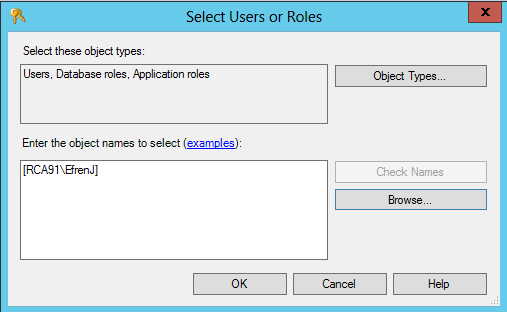 Select Users or Roles
x
Select these object types:
Users, Database roles, Application roles
Object Types...
Enter the object names to select (examples):
[RCA91\EfrenJ]
Check Names
Browse...
OK
Cancel
Help